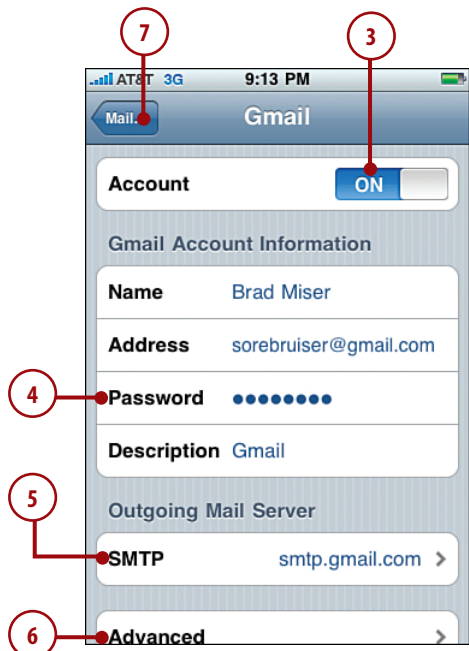 7 3
AT&T 3G 9:13 PM
Mail... Gmail
Account ON
Gmail Account Information
Name Brad Miser
Address sorebruiser@gmail.com
4 Password ●●●●●●●●
Description Gmail
5
Outgoing Mail Server
SMTP smtp.gmail.com >
6 Advanced >